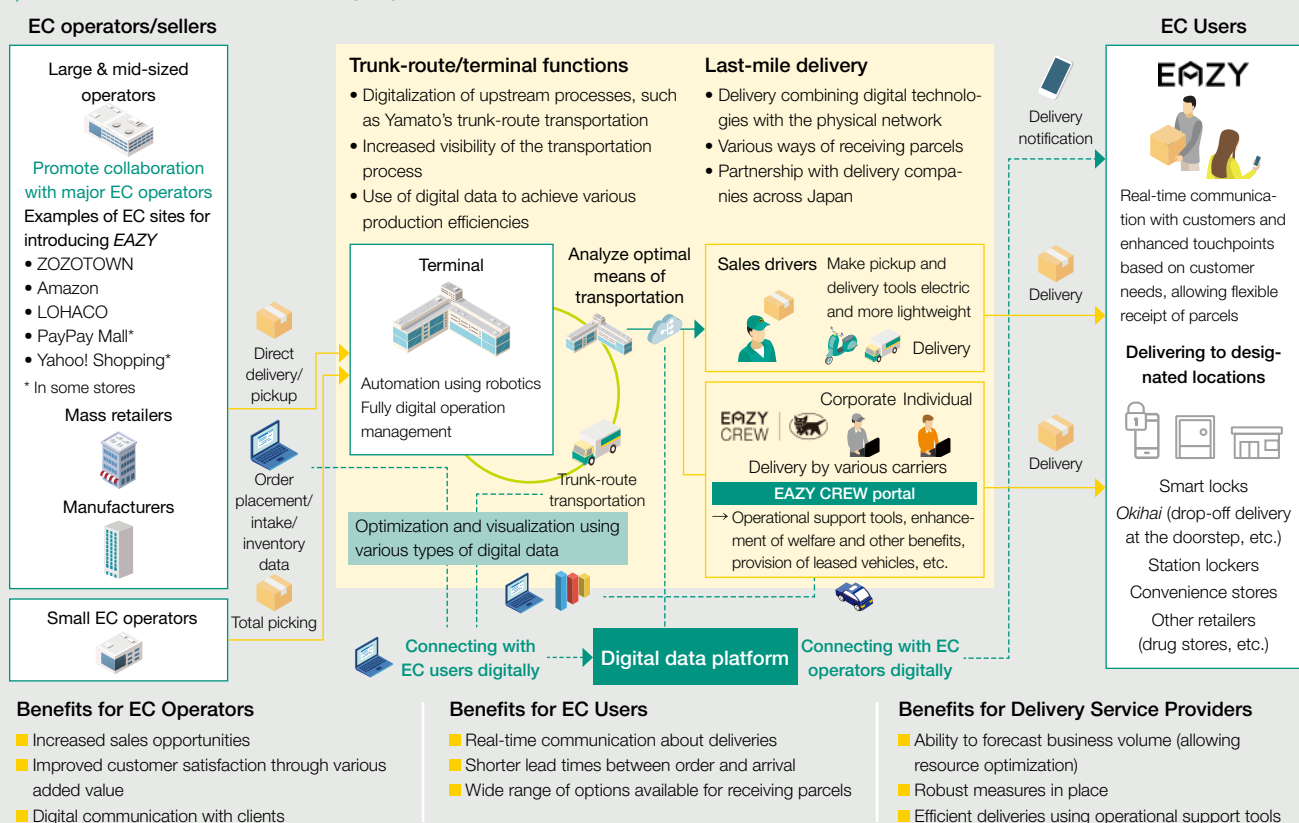 EC operators/sellers
Large & mid-sized
operators
Promote collaboration
with major EC operators
Examples of EC sites for
introducing EAZY
• ZOZOTOWN
• Amazon
• LOHACO
• PayPay Mall*
• Yahoo! Shopping*
* In some stores
Mass retailers
Manufacturers
Small EC operators
Direct
delivery/
pickup
Order
placement/
intake/
inventory
data
Total picking
Trunk-route/terminal functions
• Digitalization of upstream processes, such
as Yamato's trunk-route transportation
• Increased visibility of the transportation
process
• Use of digital data to achieve various
production efficiencies
Last-mile delivery
• Delivery combining digital technolo-
gies with the physical network
• Various ways of receiving parcels
• Partnership with delivery compa-
nies across Japan
Terminal
Automation using robotics
Fully digital operation
management
Analyze optimal
means of
transportation
Trunk-route
transportation
Optimization and visualization using
various types of digital data
Sales drivers
Make pickup and
delivery tools electric
and more lightweight
Delivery
EAZY
CREW
Corporate Individual
Delivery by various carriers
EAZY CREW portal
→ Operational support tools, enhance-
ment of welfare and other benefits,
provision of leased vehicles, etc.
Connecting with
EC users digitally
Digital data platform
Connecting with EC
operators digitally
Delivery
notification
Delivery
Delivery
EC Users
EAZY
Real-time communica-
tion with customers and
enhanced touchpoints
based on customer
needs, allowing flexible
receipt of parcels
Delivering to desig-
nated locations
Smart locks
Okihai (drop-off delivery
at the doorstep, etc.)
Station lockers
Convenience stores
Other retailers
(drug stores, etc.)
Benefits for EC Operators
Increased sales opportunities
Improved customer satisfaction through various
added value
Digital communication with clients
Benefits for EC Users
Real-time communication about deliveries
Shorter lead times between order and arrival
Wide range of options available for receiving parcels
Benefits for Delivery Service Providers
Ability to forecast business volume (allowing
resource optimization)
Robust measures in place
Efficient deliveries using operational support tools